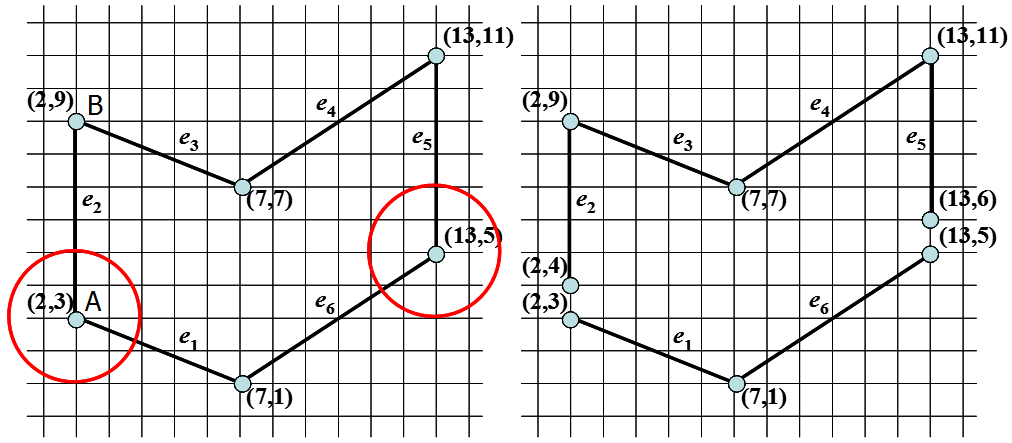 (13,11)
(2,9) B
e4
e3
e5
(7,7)
e2
(13,5)
(2,3) A
e6
e1
(7,1)
(13,11)
(2,9)
e4
e3
e5
(7,7)
(13,6)
e2
(13,5)
(2,4)
(2,3)
e6
e1
(7,1)